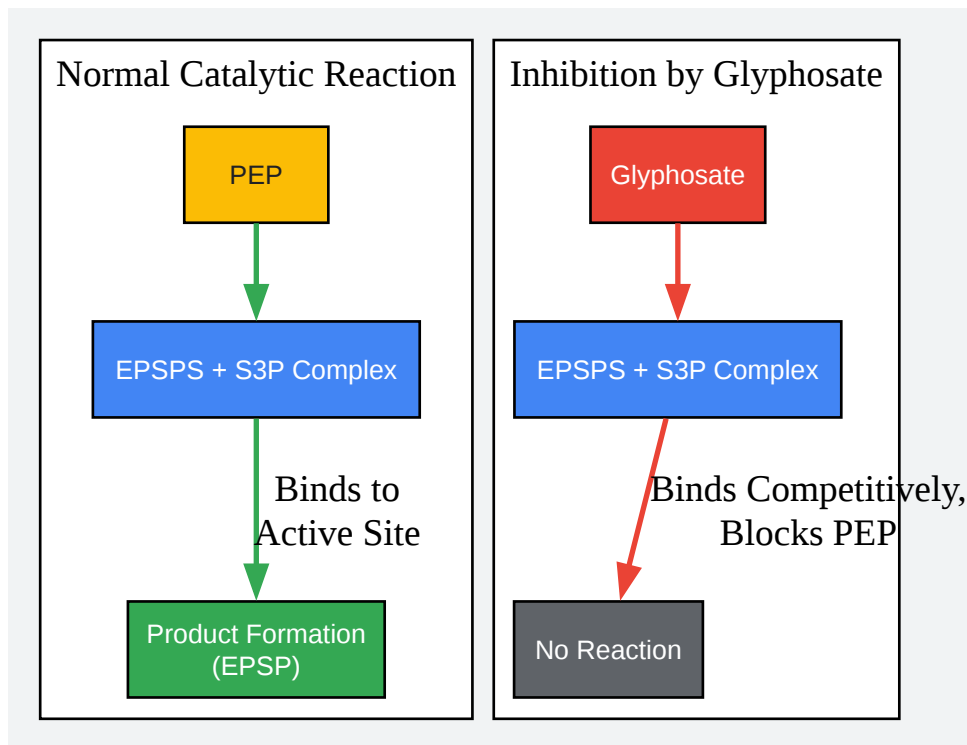 Normal Catalytic Reaction
PEP
EPSPS + S3P Complex
Binds to
Active Site
Product Formation
(EPSP)
Inhibition by Glyphosate
Glyphosate
EPSPS + S3P Complex
Binds Competitively,
Blocks PEP
No Reaction